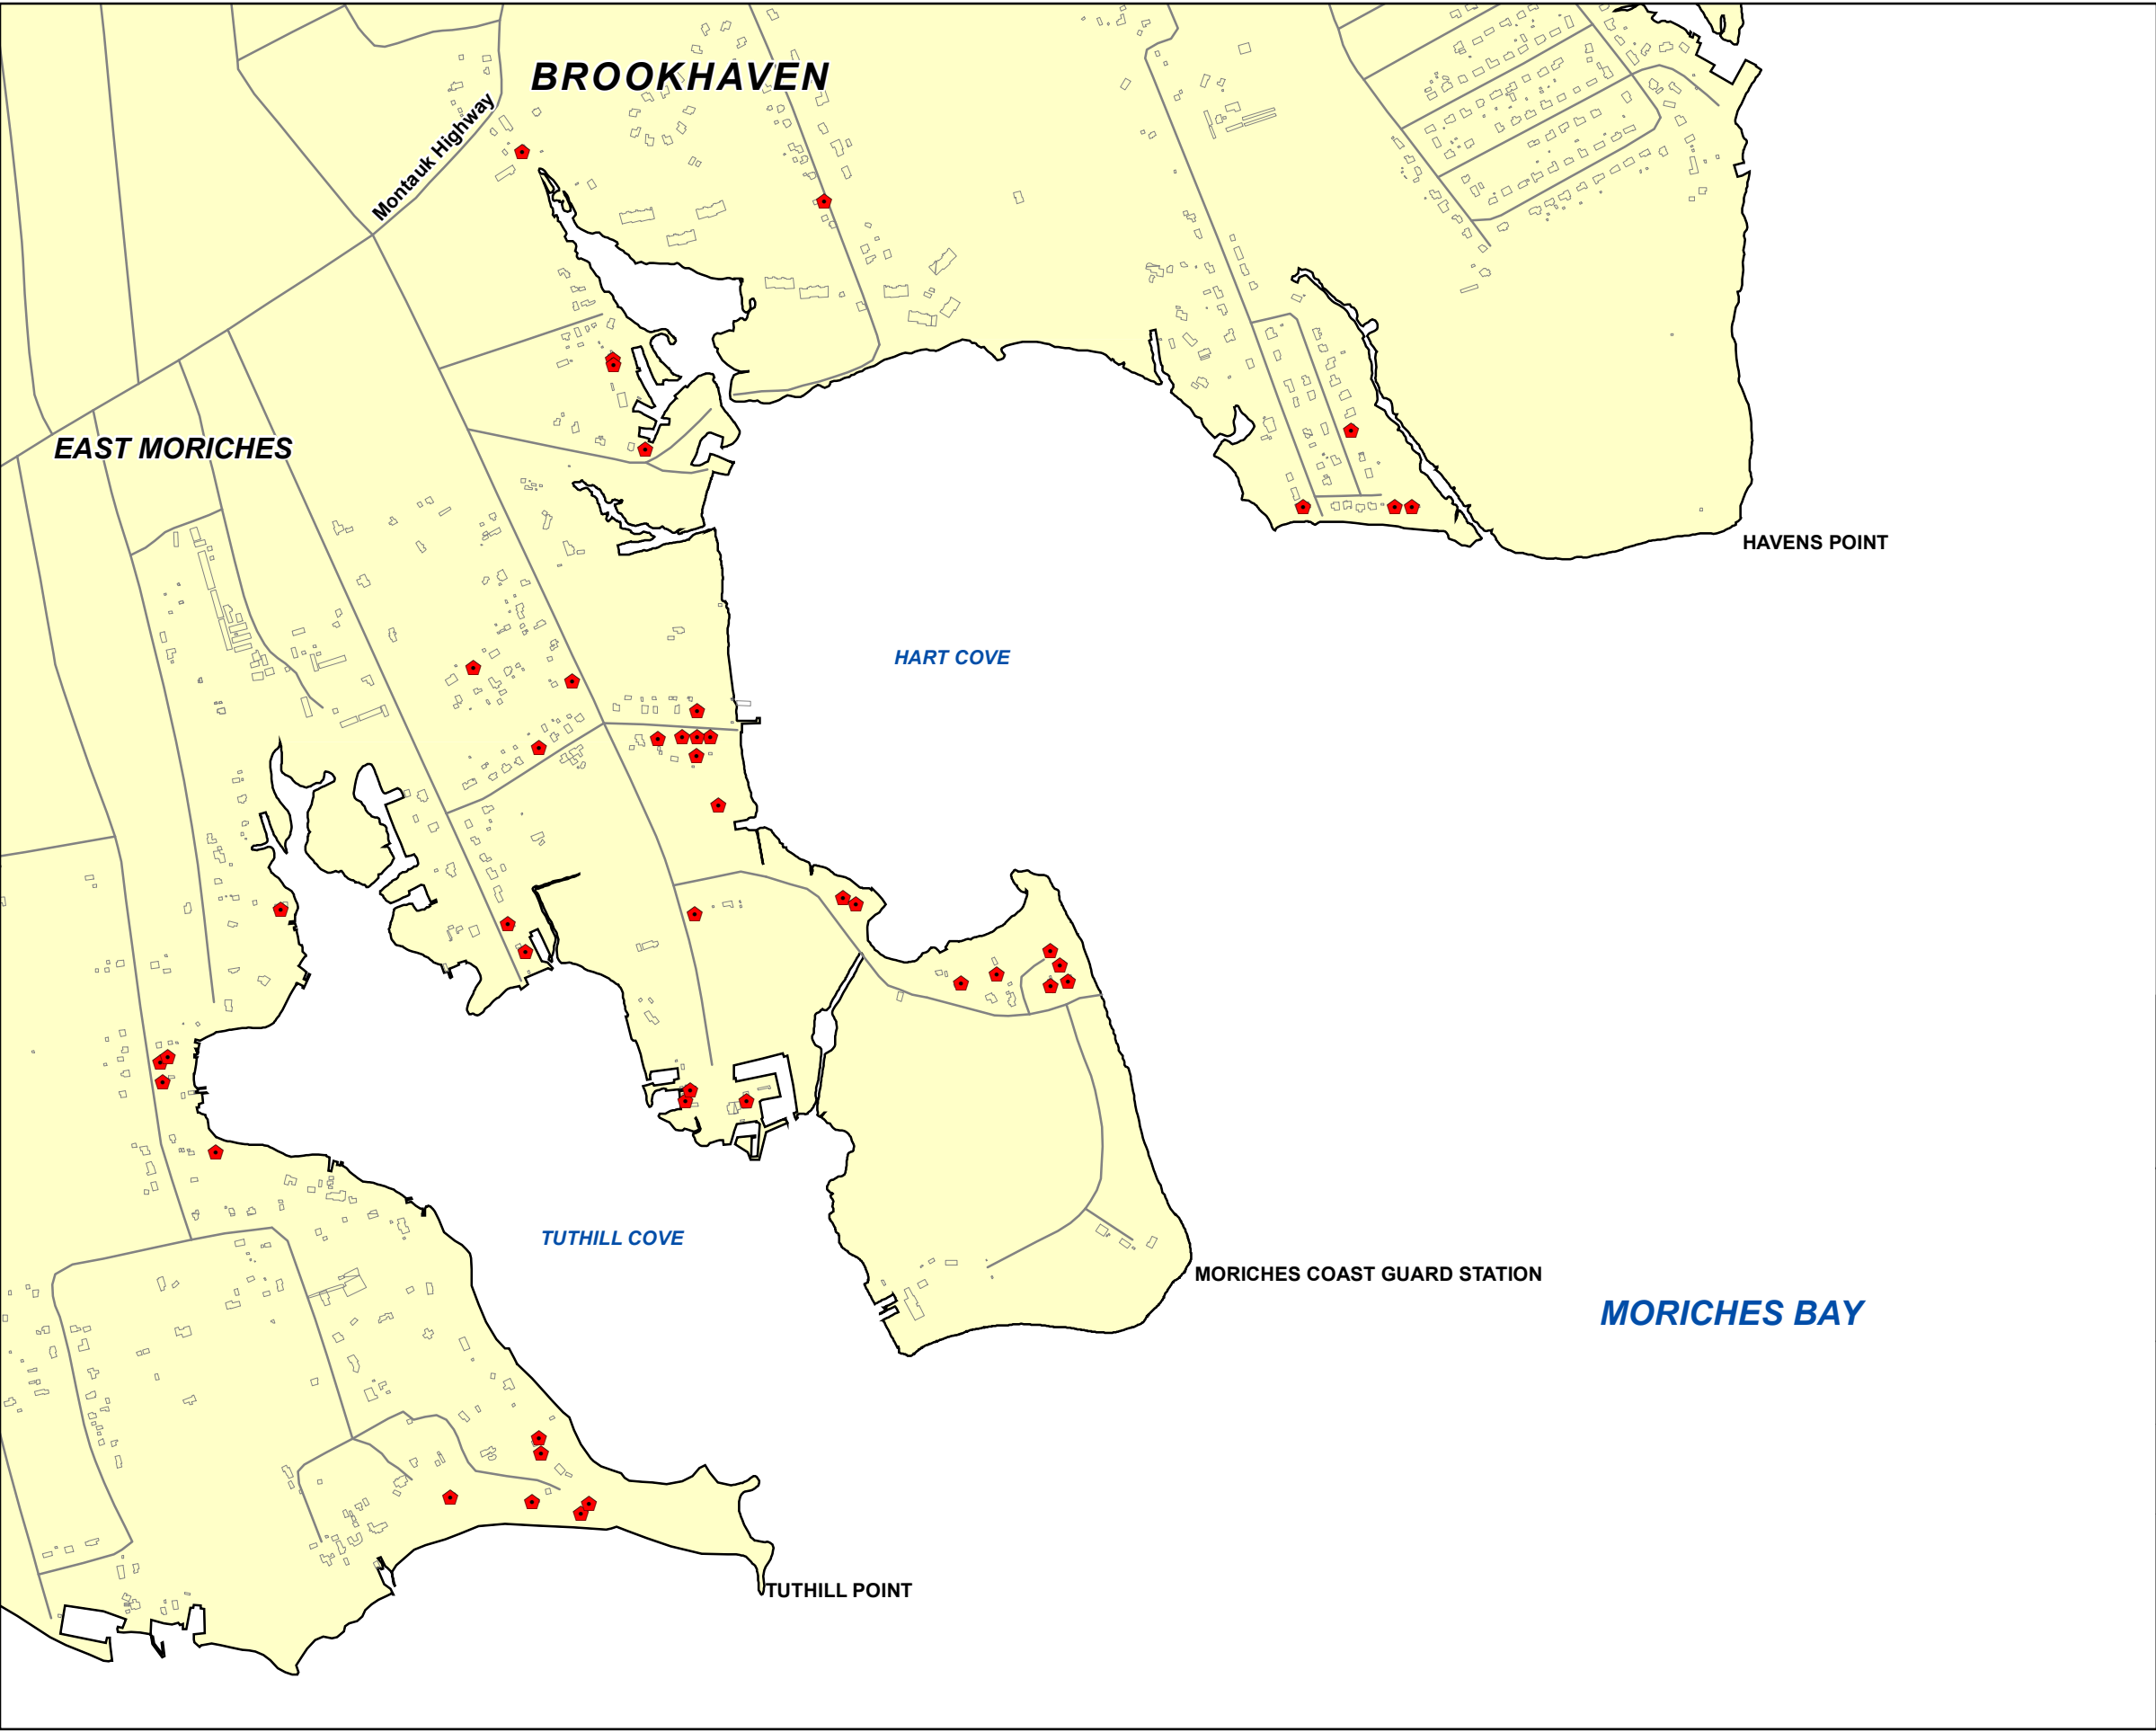 BROOKHAVEN
Montauk Highway
EAST MORICHES
HAVENS POINT
HART COVE
TUTHILL COVE
MORICHES COAST GUARD STATION
MORICHES BAY
TUTHILL POINT